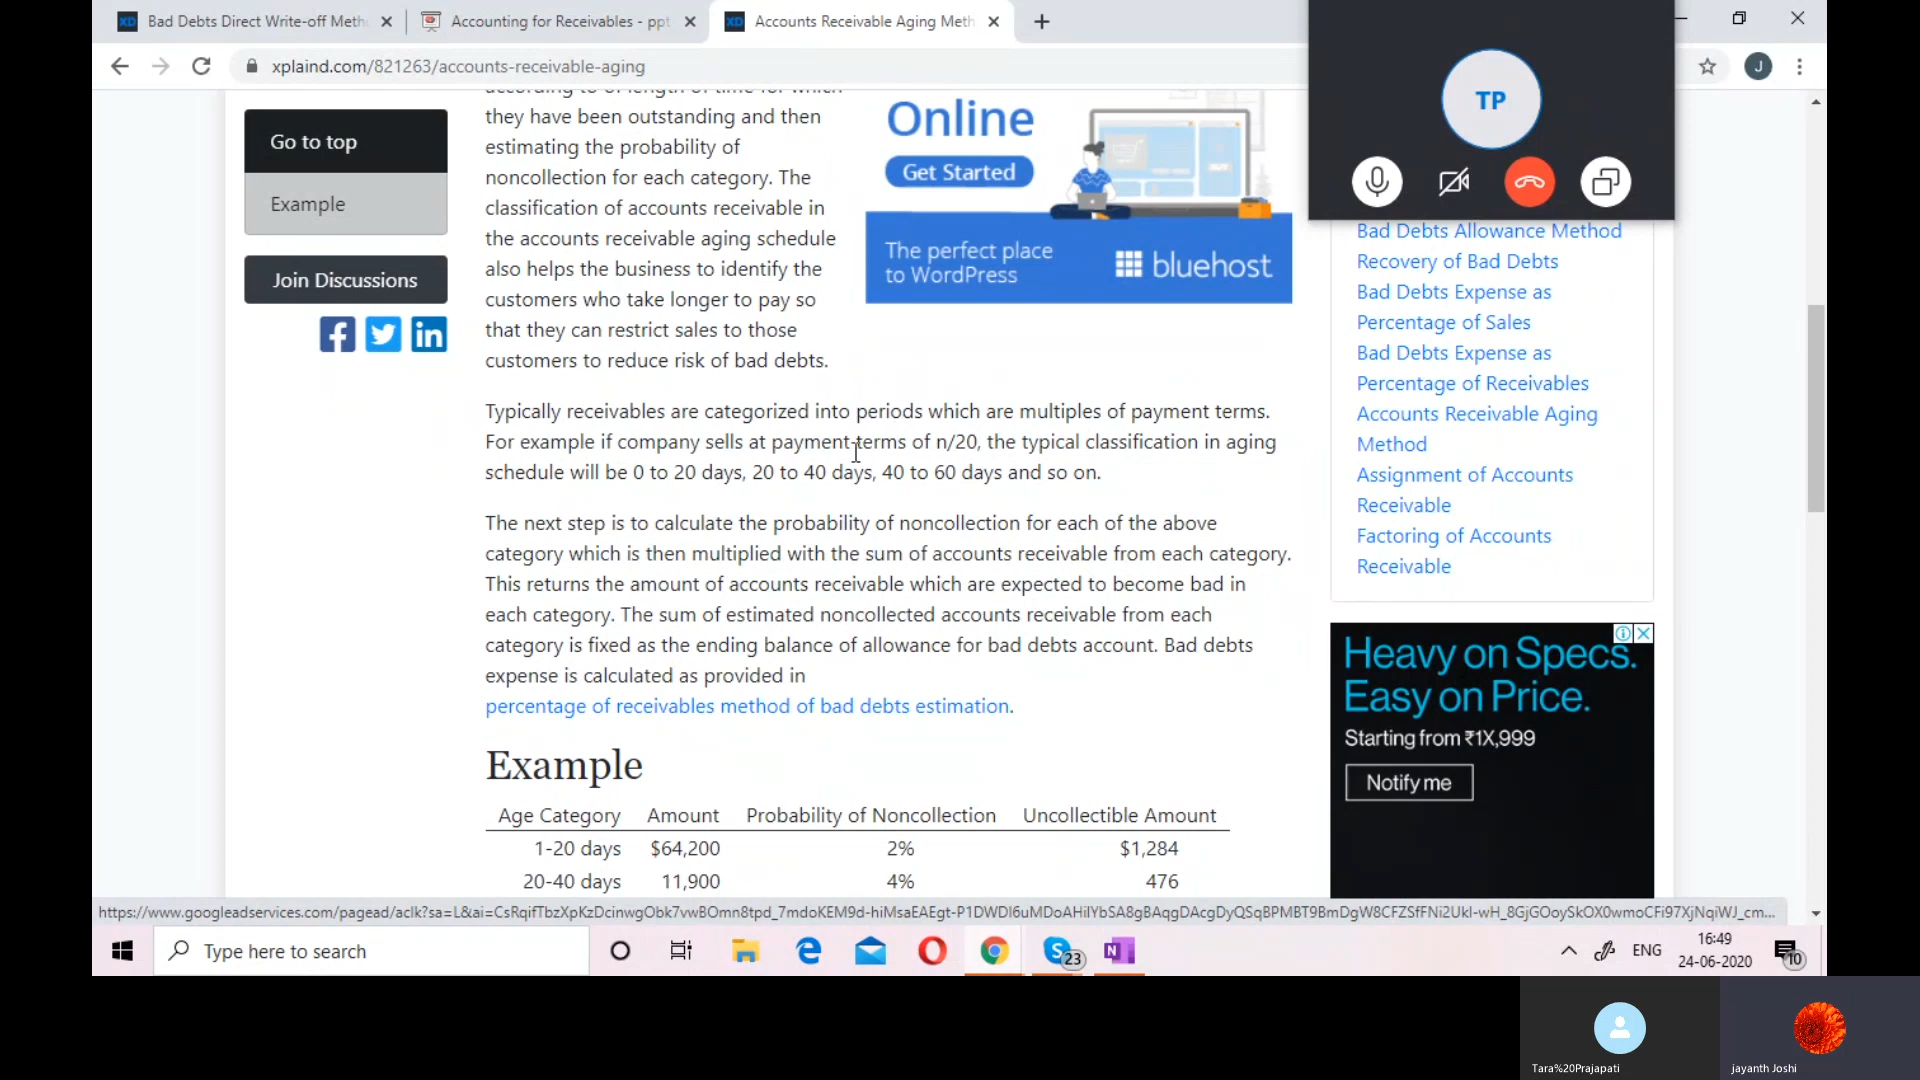 Bad Debts Direct Write-off Meth
Accounting for Receivables - ppt
Accounts Receivable Aging Meth
xplaind.com/821263/accounts-receivable-aging
J
TP
Go to top
Example
Join Discussions
according to of length of time for which
they have been outstanding and then
estimating the probability of
noncollection for each category. The
classification of accounts receivable in
the accounts receivable aging schedule
also helps the business to identify the
customers who take longer to pay so
that they can restrict sales to those
customers to reduce risk of bad debts.
Online
Get Started
The perfect place
to WordPress
bluehost
Typically receivables are categorized into periods which are multiples of payment terms.
For example if company sells at payment terms of n/20, the typical classification in aging
schedule will be 0 to 20 days, 20 to 40 days, 40 to 60 days and so on.
The next step is to calculate the probability of noncollection for each of the above
category which is then multiplied with the sum of accounts receivable from each category.
This returns the amount of accounts receivable which are expected to become bad in
each category. The sum of estimated noncollected accounts receivable from each
category is fixed as the ending balance of allowance for bad debts account. Bad debts
expense is calculated as provided in
percentage of receivables method of bad debts estimation.
Example
Age Category Amount Probability of Noncollection Uncollectible Amount
1-20 days $64,200 2% $1,284
20-40 days 11,900 4% 476
Bad Debts Allowance Method
Recovery of Bad Debts
Bad Debts Expense as
Percentage of Sales
Bad Debts Expense as
Percentage of Receivables
Accounts Receivable Aging
Method
Assignment of Accounts
Receivable
Factoring of Accounts
Receivable
Heavy on Specs.
Easy on Price.
Starting from ₹1X,999
Notify me
Type here to search
23
ENG
16:49
24-06-2020
10
Tara%20Prajapati
jayanth Joshi